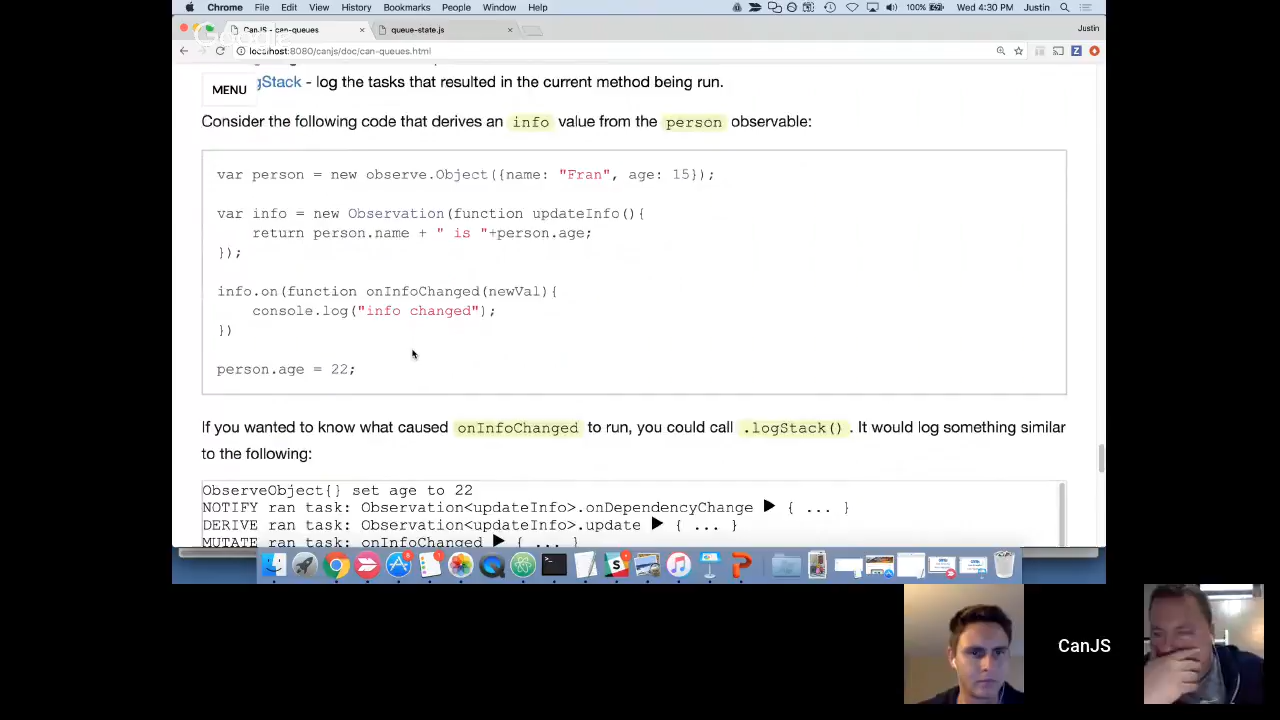 Chrome File Edit View History Bookmarks People Window Help 100% Wed 4:30 PM Justin
CanJS - can-queues queue-state.js Justin
localhost:8080/canjs/doc/can-queues.html
MENU
gStack - log the tasks that resulted in the current method being run.
Consider the following code that derives an info value from the person observable:
var person = new observe.Object({name: "Fran", age: 15});
var info = new Observation(function updateInfo(){
return person.name + " is "+person.age;
});
info.on(function onInfoChanged(newVal){
console.log("info changed");
})
person.age = 22;
If you wanted to know what caused onInfoChanged to run, you could call .logStack(). It would log something similar
to the following:
ObserveObject{} set age to 22
NOTIFY ran task: Observation<updateInfo>.onDependencyChange ▶ { ... }
DERIVE ran task: Observation<updateInfo>.update ▶ { ... }
MUTATE ran task: onInfoChanged ▶ { ... }
CanJS